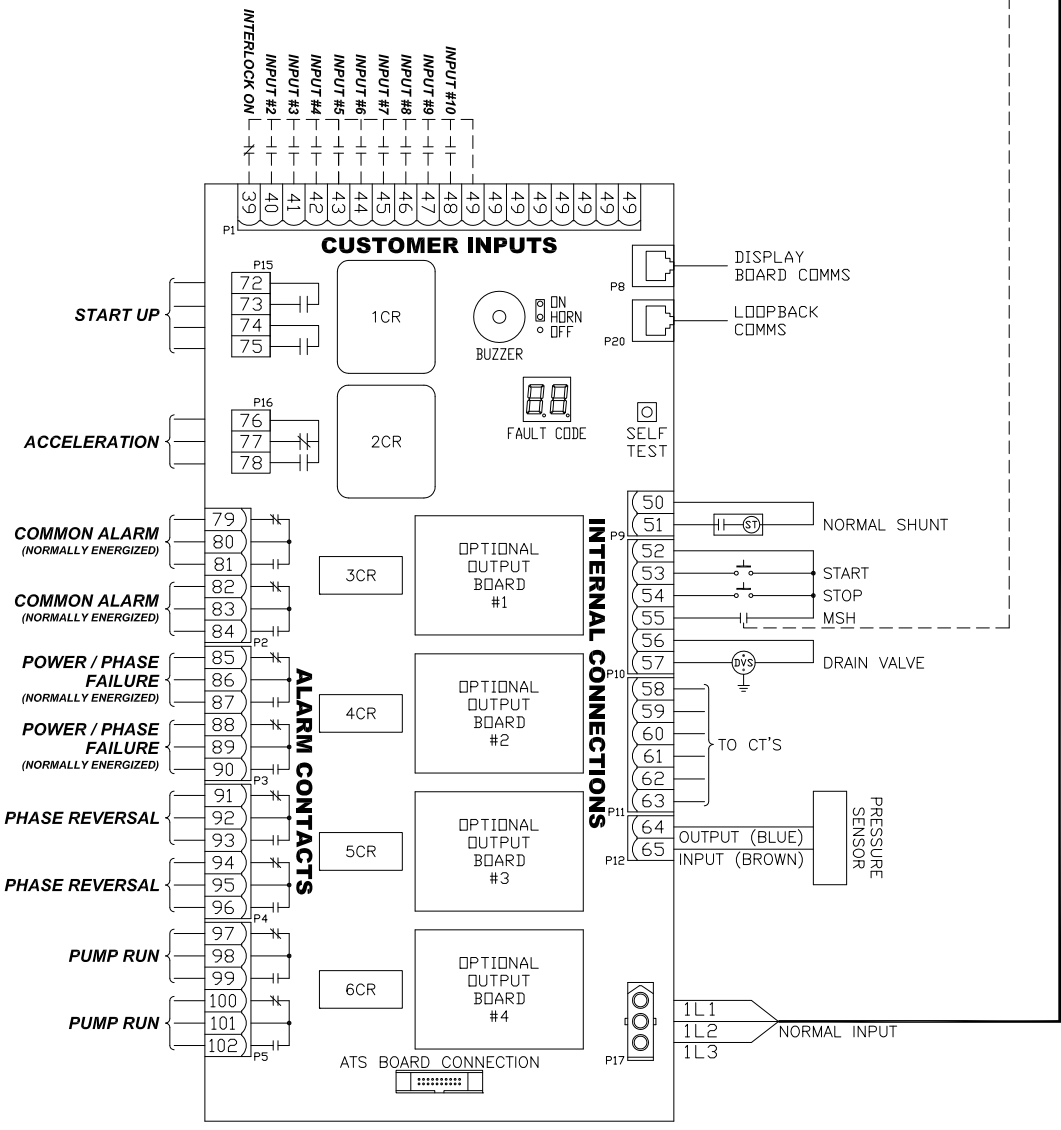 INTERLOCK ON
INPUT #2
INPUT #3
INPUT #4
INPUT #5
INPUT #6
INPUT #7
INPUT #8
INPUT #9
INPUT #10
39 40 41 42 43 44 45 46 47 48 49 49 49 49 49 49 49 49
P1
CUSTOMER INPUTS
P15
72
73
74
75
START UP
1CR
BUZZER
ON
HORN
OFF
P8
DISPLAY
BOARD COMMS
P20
LOOPBACK
COMMS
P16
76
77
78
ACCELERATION
2CR
88
FAULT CODE
SELF
TEST
COMMON ALARM
(NORMALLY ENERGIZED)
79
80
81
COMMON ALARM
(NORMALLY ENERGIZED)
82
83
84
P2
POWER / PHASE
FAILURE
(NORMALLY ENERGIZED)
85
86
87
POWER / PHASE
FAILURE
(NORMALLY ENERGIZED)
88
89
90
P3
PHASE REVERSAL
91
92
93
PHASE REVERSAL
94
95
96
P4
PUMP RUN
97
98
99
PUMP RUN
100
101
102
P5
ALARM CONTACTS
3CR
4CR
5CR
6CR
OPTIONAL
OUTPUT
BOARD
#1
OPTIONAL
OUTPUT
BOARD
#2
OPTIONAL
OUTPUT
BOARD
#3
OPTIONAL
OUTPUT
BOARD
#4
ATS BOARD CONNECTION
INTERNAL CONNECTIONS
50
51
P9
ST
NORMAL SHUNT
52
53
54
55
START
STOP
MSH
56
57
P10
DVS
DRAIN VALVE
58
59
60
61
62
63
P11
TO CT'S
64
65
P12
OUTPUT (BLUE)
INPUT (BROWN)
PRESSURE
SENSOR
P17
1L1
1L2
1L3
NORMAL INPUT